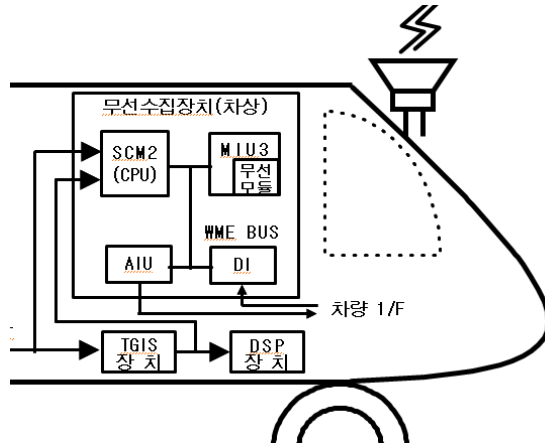 무선수집장치(차상)
SCM2
(CPU)
MIU3
무선
모듈
WME BUS
AIU
DI
차량 1/F
TGIS
장 치
DSP
장 치